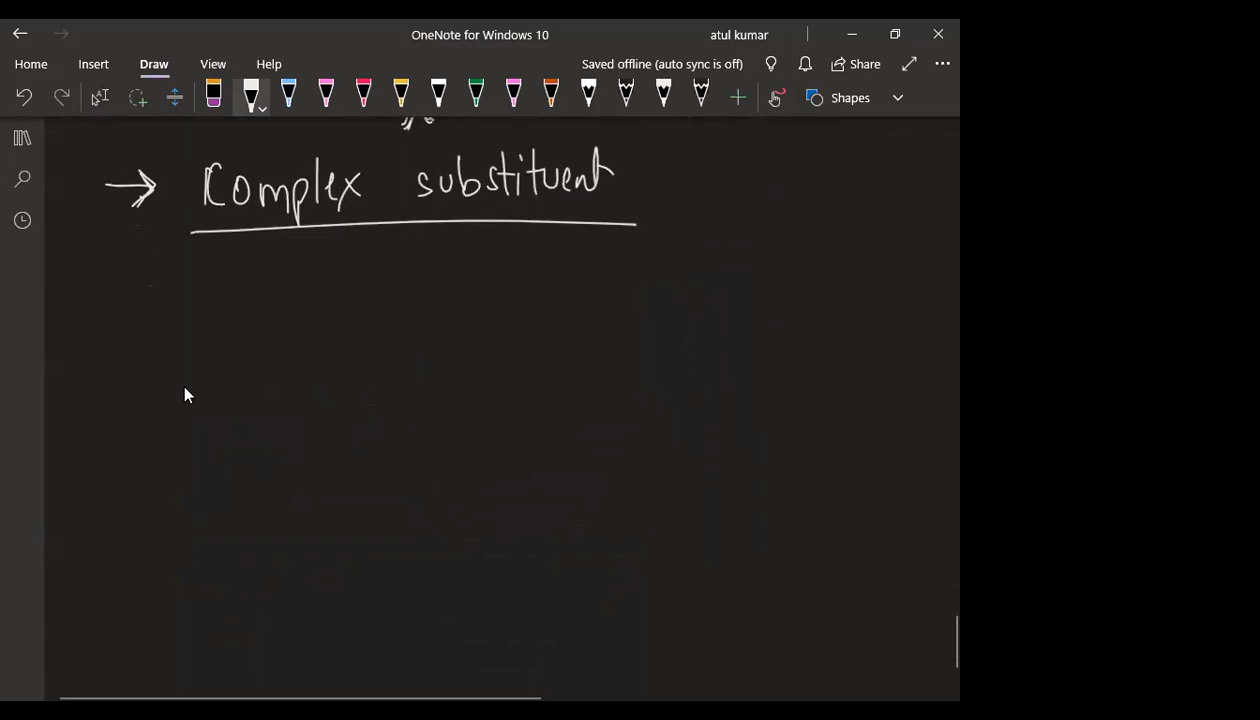 OneNote for Windows 10
atul kumar
Home Insert Draw View Help
Saved offline (auto sync is off)
Share
Shapes
→ Complex substituent